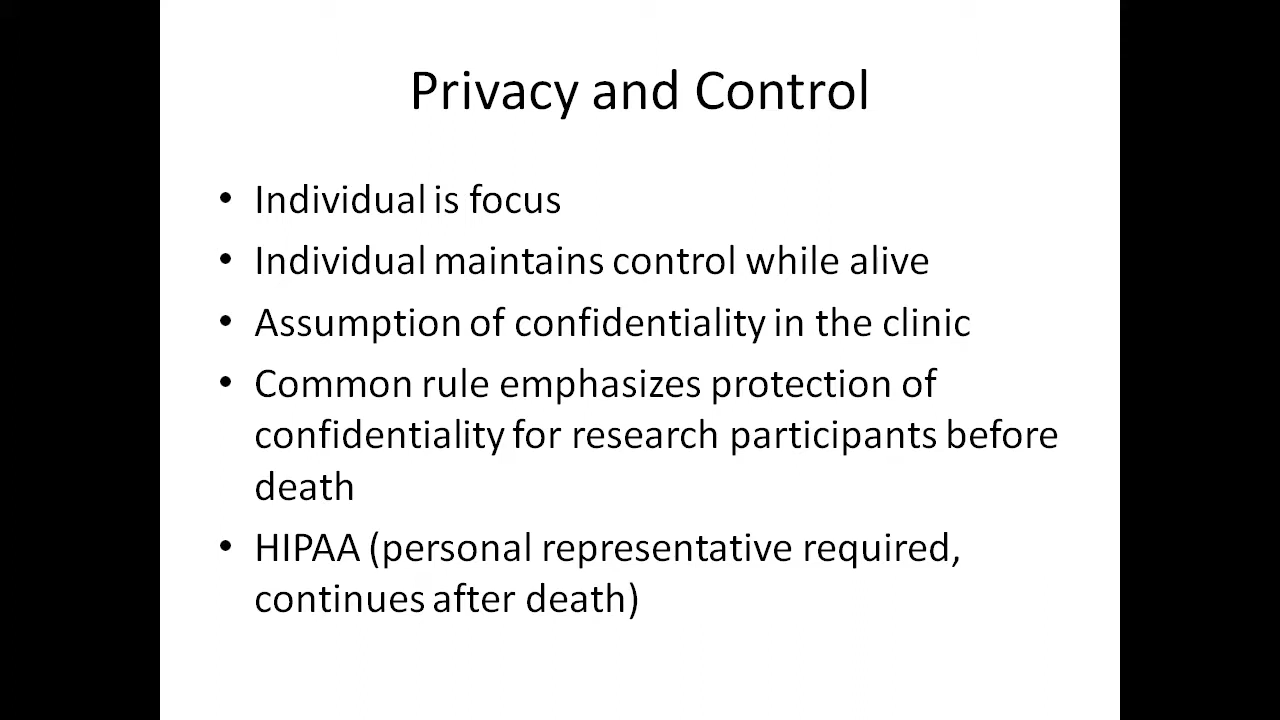 Privacy and Control
• Individual is focus
• Individual maintains control while alive
• Assumption of confidentiality in the clinic
• Common rule emphasizes protection of
confidentiality for research participants before
death
• HIPAA (personal representative required,
continues after death)